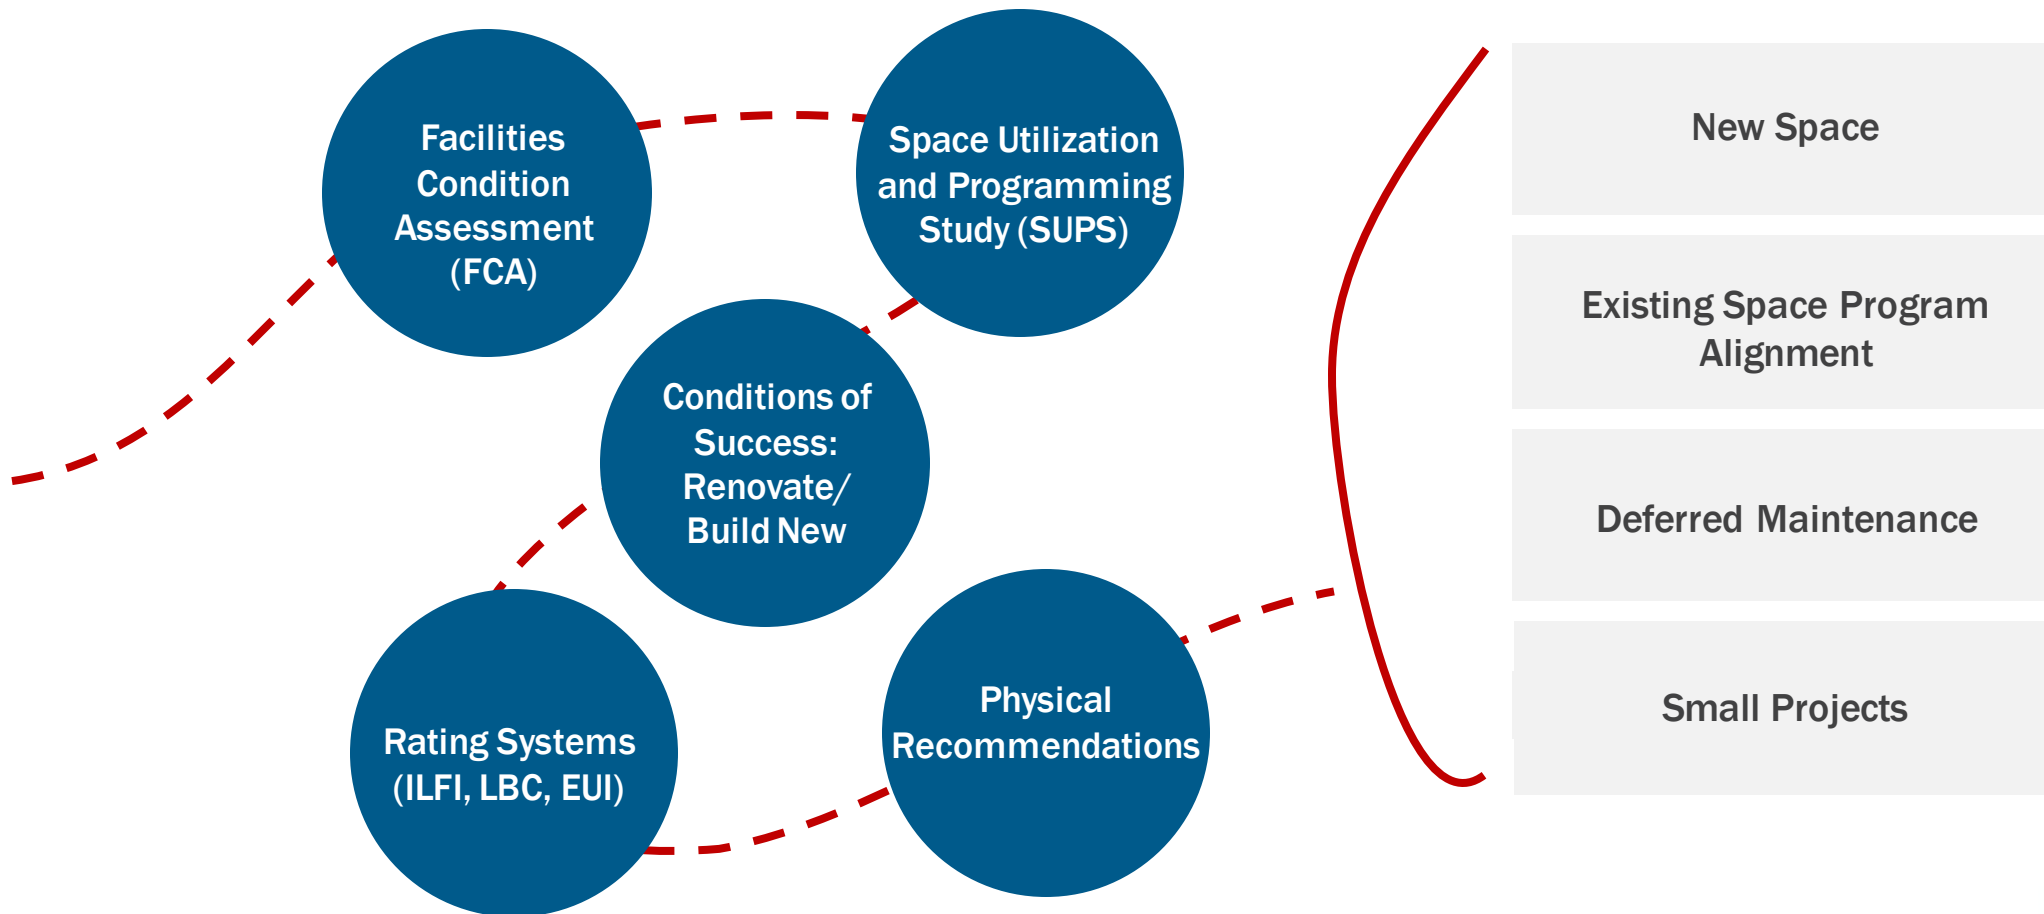 Facilities
Condition
Assessment
(FCA)
Space Utilization
and Programming
Study (SUPS)
Conditions of
Success:
Renovate/
Build New
Rating Systems
(ILFI, LBC, EUI)
Physical
Recommendations
New Space
Existing Space Program
Alignment
Deferred Maintenance
Small Projects